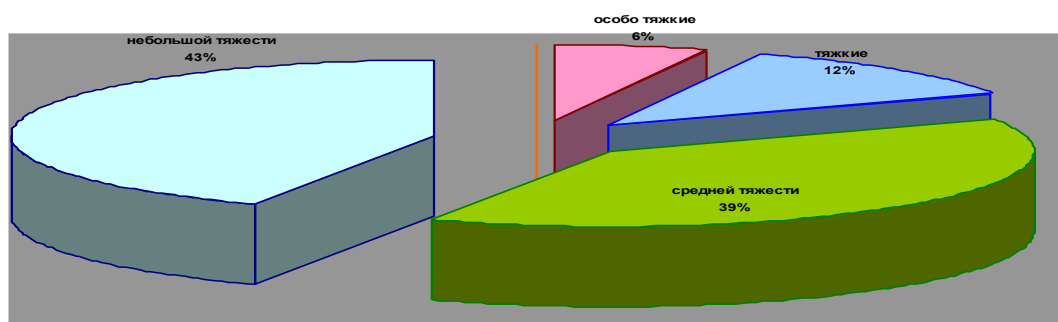 особо тяжкие
6%
небольшой тяжести
43%
тяжкие
12%
средней тяжести
39%